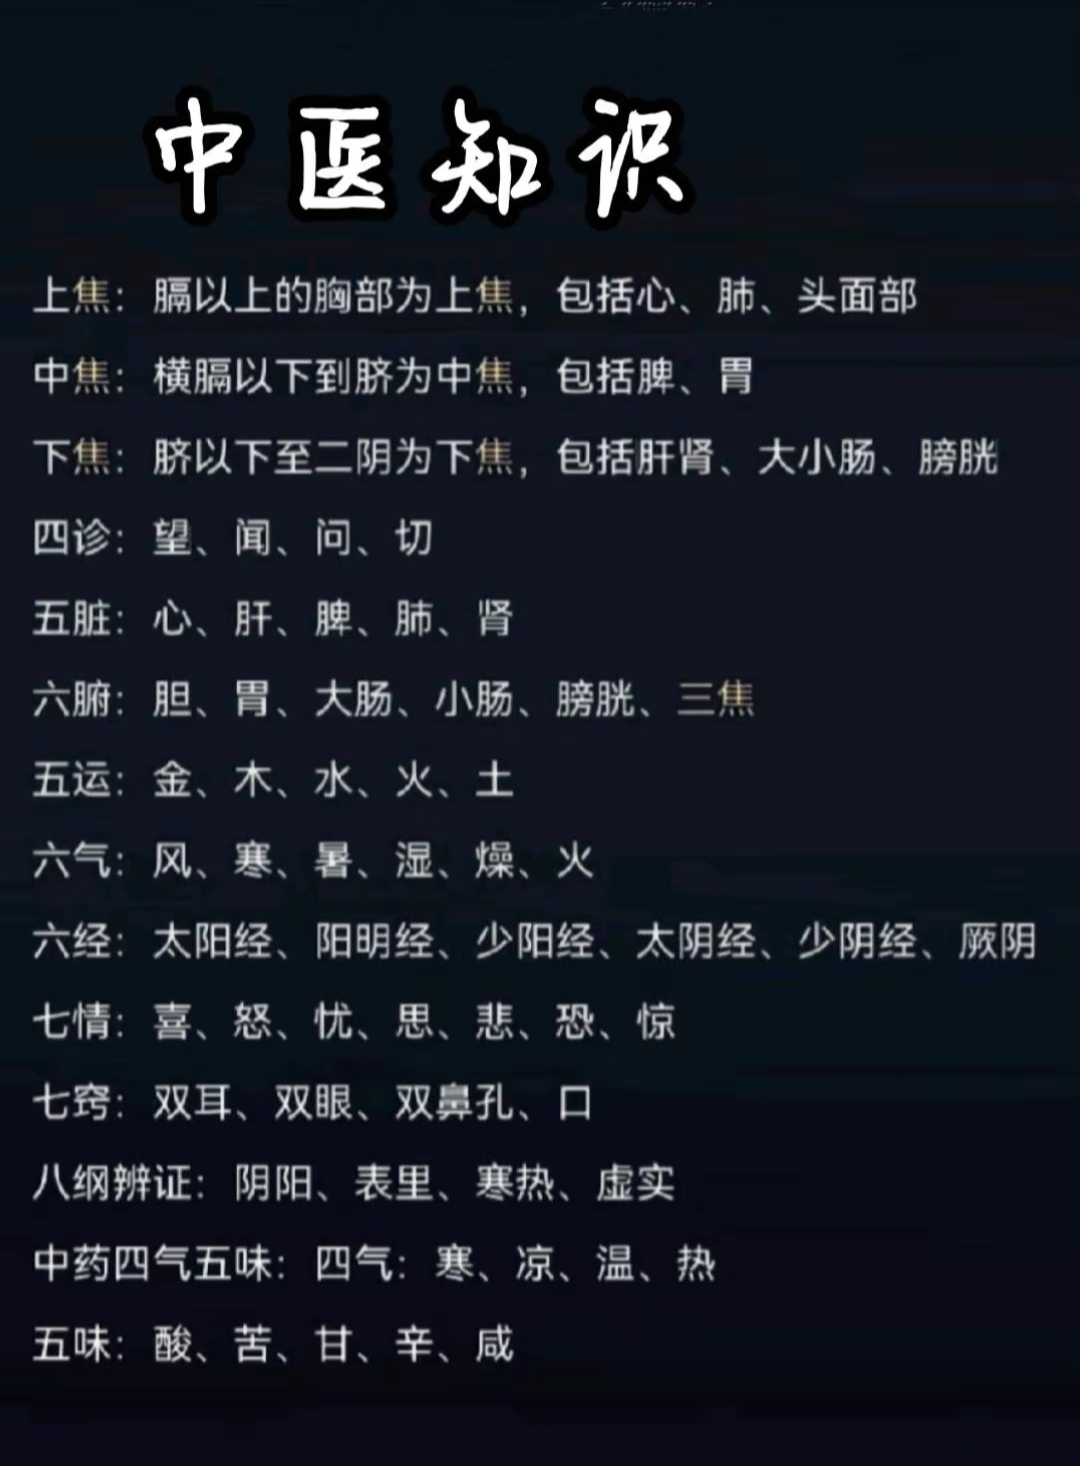 中医知识
上焦：膈以上的胸部为上焦，包括心、肺、头面部
中焦：横膈以下到脐为中焦，包括脾、胃
下焦：脐以下至二阴为下焦，包括肝肾、大小肠、膀胱
四诊：望、闻、问、切
五脏：心、肝、脾、肺、肾
六腑：胆、胃、大肠、小肠、膀胱、三焦
五运：金、木、水、火、土
六气：风、寒、暑、湿、燥、火
六经：太阳经、阳明经、少阳经、太阴经、少阴经、厥阴
七情：喜、怒、忧、思、悲、恐、惊
七窍：双耳、双眼、双鼻孔、口
八纲辨证：阴阳、表里、寒热、虚实
中药四气五味：四气：寒、凉、温、热
五味：酸、苦、甘、辛、咸